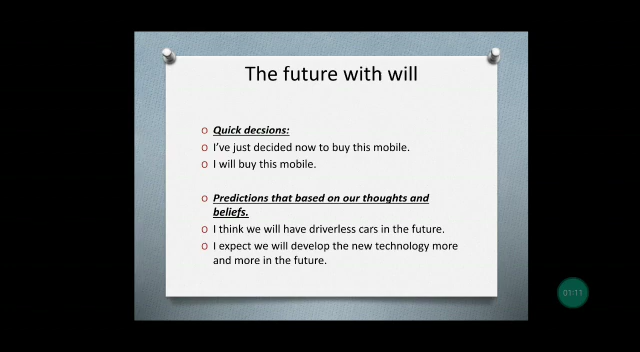 The future with will
Quick decsions:
I've just decided now to buy this mobile.
I will buy this mobile.
Predictions that based on our thoughts and
beliefs.
I think we will have driverless cars in the future.
I expect we will develop the new technology more
and more in the future.
01:11